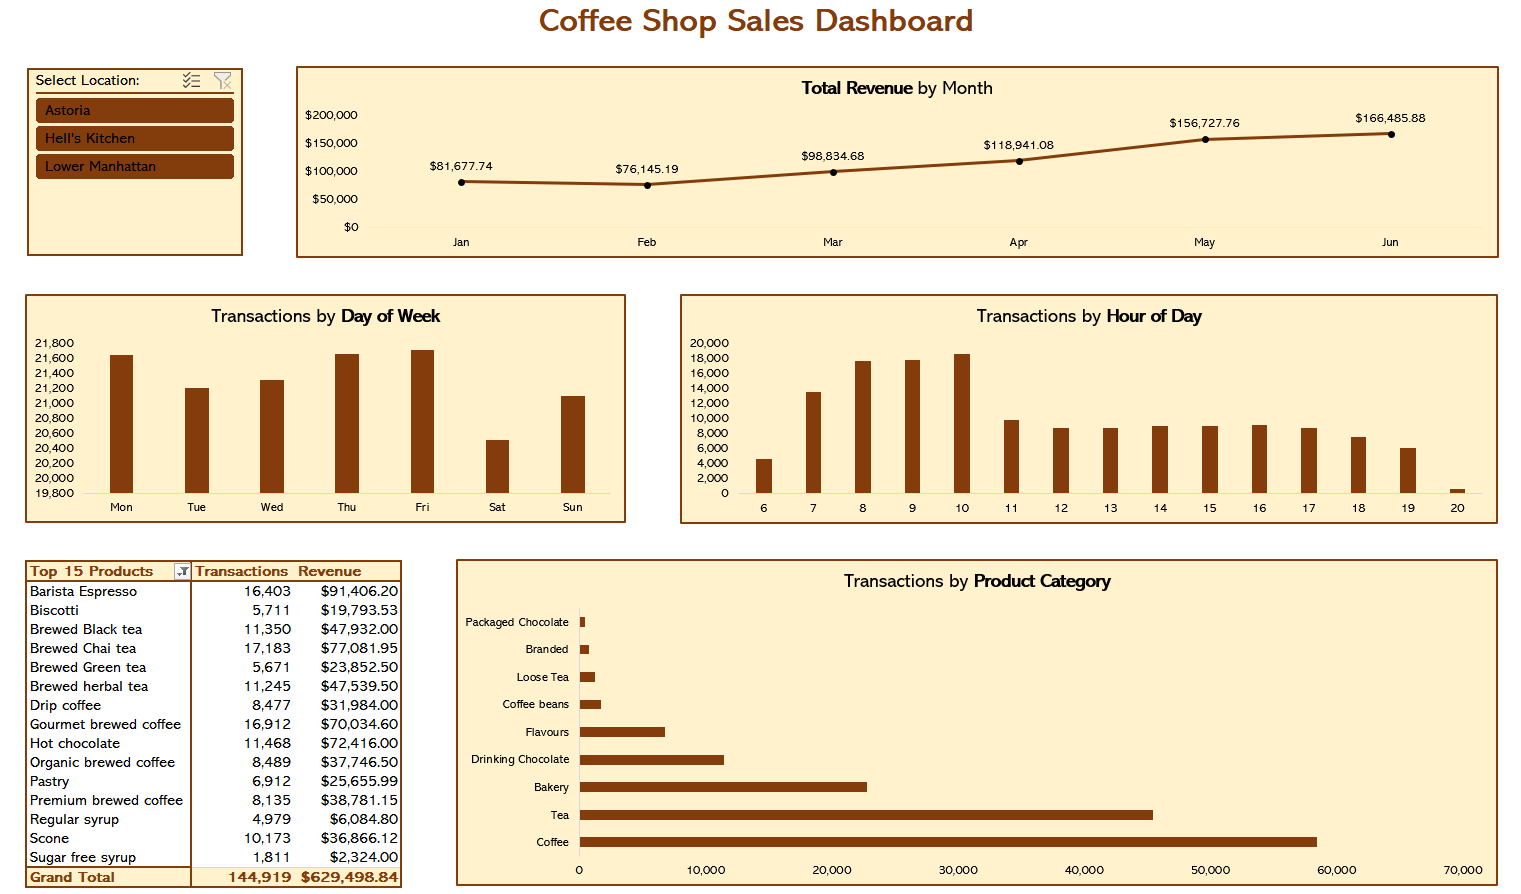 Coffee Shop Sales Dashboard
Select Location:
Astoria
Hell's Kitchen
Lower Manhattan
Total Revenue by Month
$200,000
$150,000
$100,000
$50,000
$0
$81,677.74
$76,145.19
$98,834.68
$118,941.08
$156,727.76
$166,485.88
Jan Feb Mar Apr May Jun
Transactions by Day of Week
21,800
21,600
21,400
21,200
21,000
20,800
20,600
20,400
20,200
20,000
19,800
Mon Tue Wed Thu Fri Sat Sun
Transactions by Hour of Day
20,000
18,000
16,000
14,000
12,000
10,000
8,000
6,000
4,000
2,000
0
6 7 8 9 10 11 12 13 14 15 16 17 18 19 20
Top 15 Products Transactions Revenue
Barista Espresso 16,403 $91,406.20
Biscotti 5,711 $19,793.53
Brewed Black tea 11,350 $47,932.00
Brewed Chai tea 17,183 $77,081.95
Brewed Green tea 5,671 $23,852.50
Brewed herbal tea 11,245 $47,539.50
Drip coffee 8,477 $31,984.00
Gourmet brewed coffee 16,912 $70,034.60
Hot chocolate 11,468 $72,416.00
Organic brewed coffee 8,489 $37,746.50
Pastry 6,912 $25,655.99
Premium brewed coffee 8,135 $38,781.15
Regular syrup 4,979 $6,084.80
Scone 10,173 $36,866.12
Sugar free syrup 1,811 $2,324.00
Grand Total 144,919 $629,498.84
Transactions by Product Category
Packaged Chocolate
Branded
Loose Tea
Coffee beans
Flavours
Drinking Chocolate
Bakery
Tea
Coffee
0 10,000 20,000 30,000 40,000 50,000 60,000 70,000